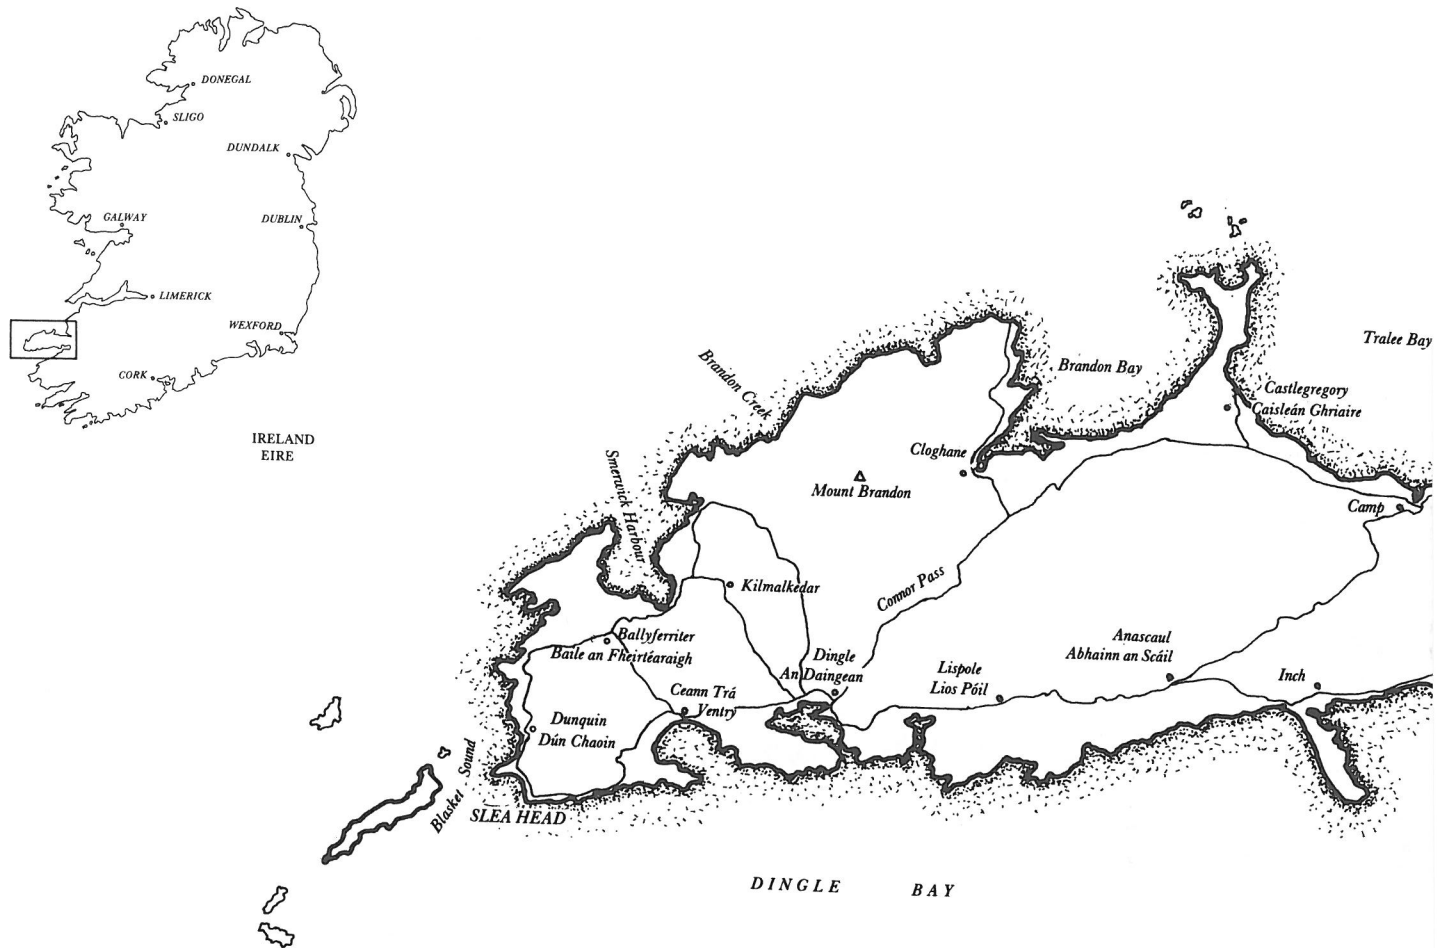 DONEGAL
SLIGO
DUNDALK
GALWAY
DUBLIN
LIMERICK
WEXFORD
CORK
IRELAND
EIRE
Tralee Bay
Brandon Bay
Brandon Creek
Castlegregory
Caisleán Ghriaire
Cloghane
Smerwick Harbour
Mount Brandon
Camp
Connor Pass
Kilmalkedar
Ballyferriter
Baile an Fheirtéaraigh
Anascaul
Abhainn an Scáil
Dingle
An Daingean
Lispole
Lios Póil
Inch
Ceann Trá
Ventry
Dunquin
Dún Chaoin
Blasket Sound
SLEA HEAD
DINGLE BAY